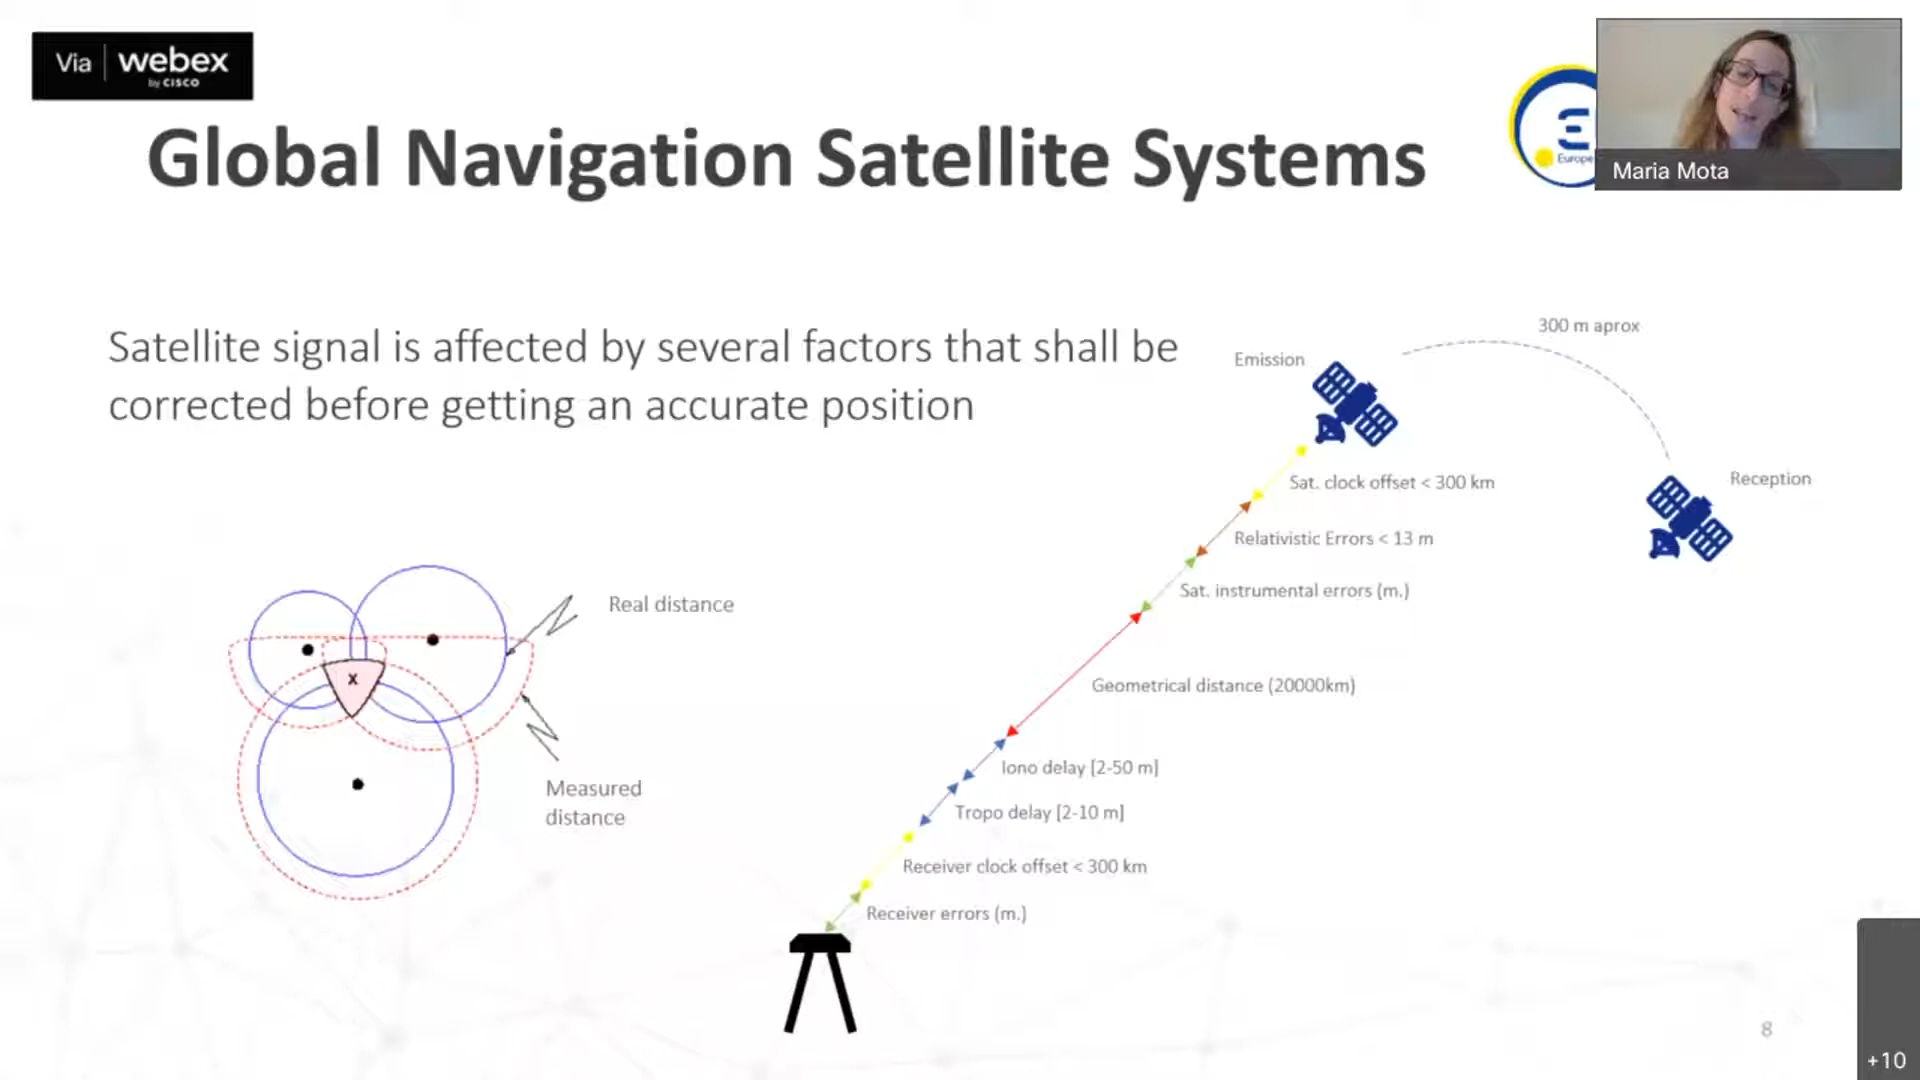 Via webex
by CISCO
Global Navigation Satellite Systems
Europe
Maria Mota
Satellite signal is affected by several factors that shall be
corrected before getting an accurate position
300 m aprox
Emission
Reception
Sat. clock offset < 300 km
Relativistic Errors < 13 m
Sat. instrumental errors (m.)
Geometrical distance (20000km)
Iono delay [2-50 m]
Tropo delay [2-10 m]
Receiver clock offset < 300 km
Receiver errors (m.)
Real distance
x
Measured
distance
8
+10